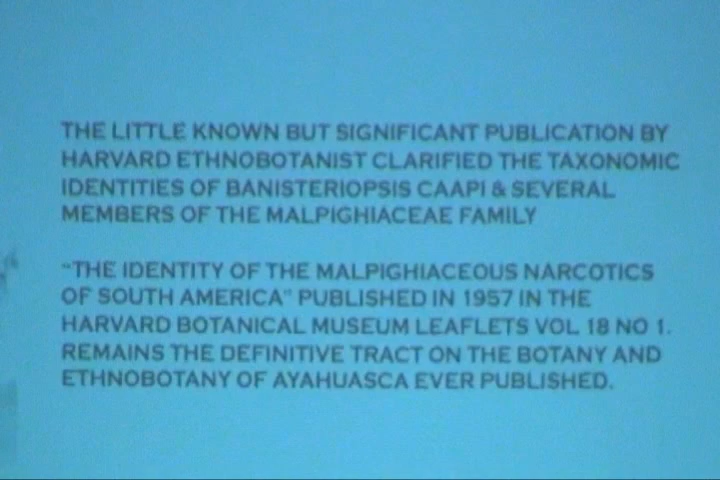 THE LITTLE KNOWN BUT SIGNIFICANT PUBLICATION BY
HARVARD ETHNOBOTANIST CLARIFIED THE TAXONOMIC
IDENTITIES OF BANISTERIOPSIS CAAPI & SEVERAL
MEMBERS OF THE MALPIGHIACEAE FAMILY
"THE IDENTITY OF THE MALPIGHIACEOUS NARCOTICS
OF SOUTH AMERICA" PUBLISHED IN 1957 IN THE
HARVARD BOTANICAL MUSEUM LEAFLETS VOL 18 NO 1.
REMAINS THE DEFINITIVE TRACT ON THE BOTANY AND
ETHNOBOTANY OF AYAHUASCA EVER PUBLISHED.